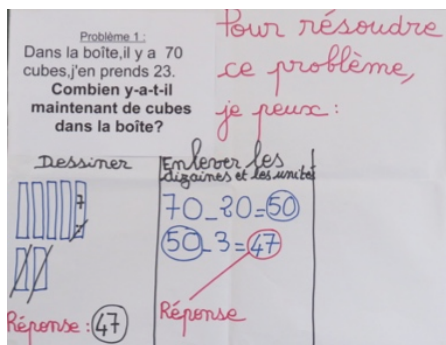 Problème 1 :
Dans la boîte,il y a 70
cubes,j'en prends 23.
Combien y-a-t-il
maintenant de cubes
dans la boîte?
Pour résoudre
ce problème,
je peux :
Dessiner
7
3
Réponse : 47
Enlever les
dizaines et les unités
70-20=50
50-3=47
Réponse